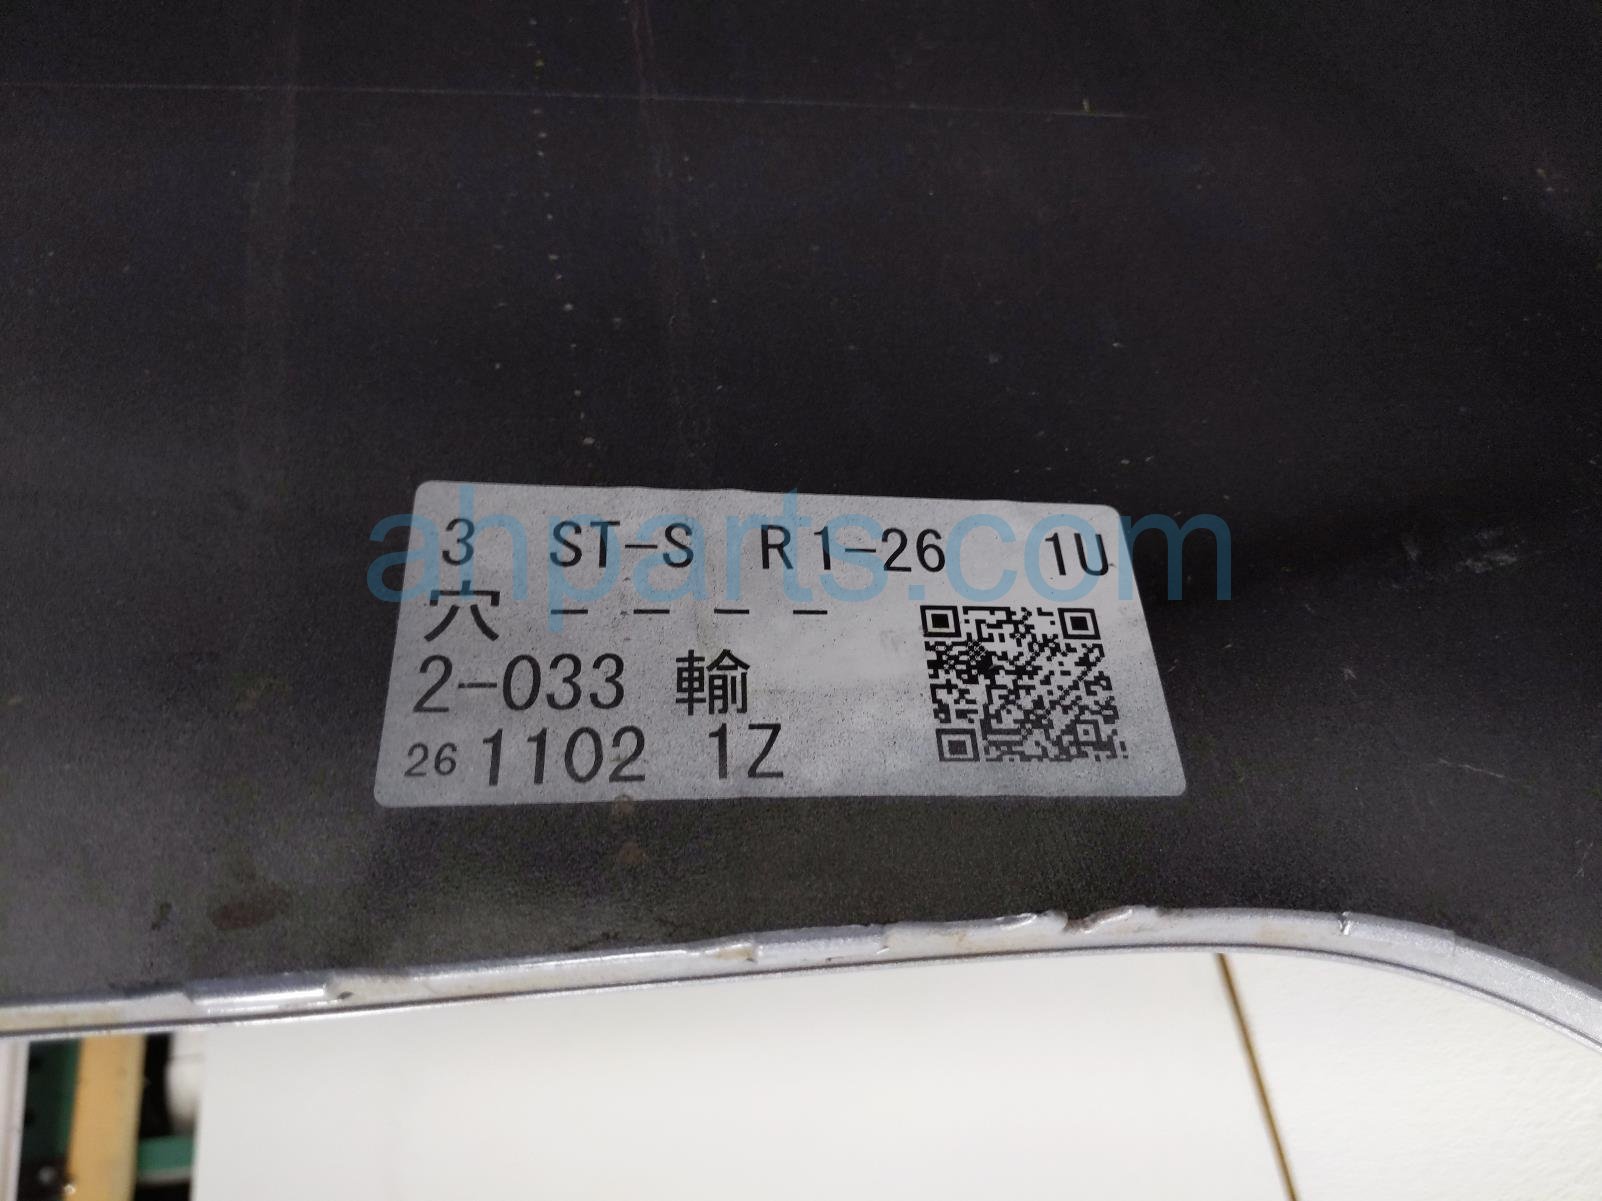 3 ST-S R1-26 1U
穴 - - - -
2-033 輸
26 1102 1Z
ahparts.com